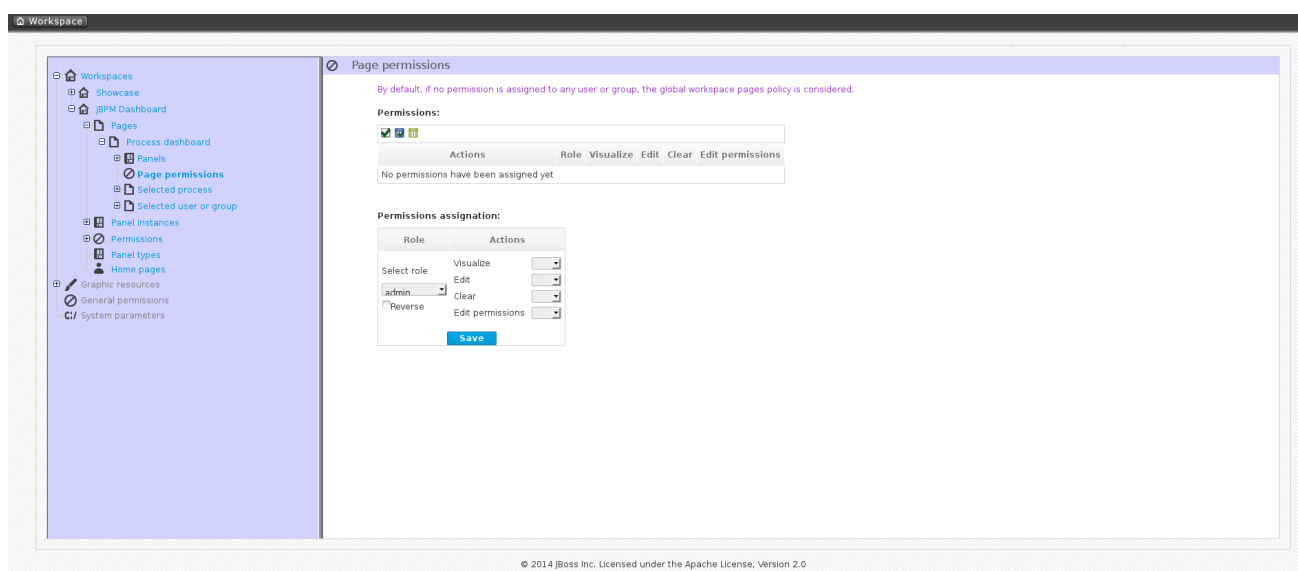 Workspace
Workspaces
Showcase
jBPM Dashboard
Pages
Process dashboard
Panels
Page permissions
Selected process
Selected user or group
Panel instances
Permissions
Panel types
Home pages
Graphic resources
General permissions
System parameters
Page permissions
By default, if no permission is assigned to any user or group, the global workspace pages policy is considered.
Permissions:
Actions Role Visualize Edit Clear Edit permissions
No permissions have been assigned yet
Permissions assignation:
Role Actions
Select role
admin
Reverse
Visualize
Edit
Clear
Edit permissions
Save
© 2014 JBoss Inc. Licensed under the Apache License, Version 2.0